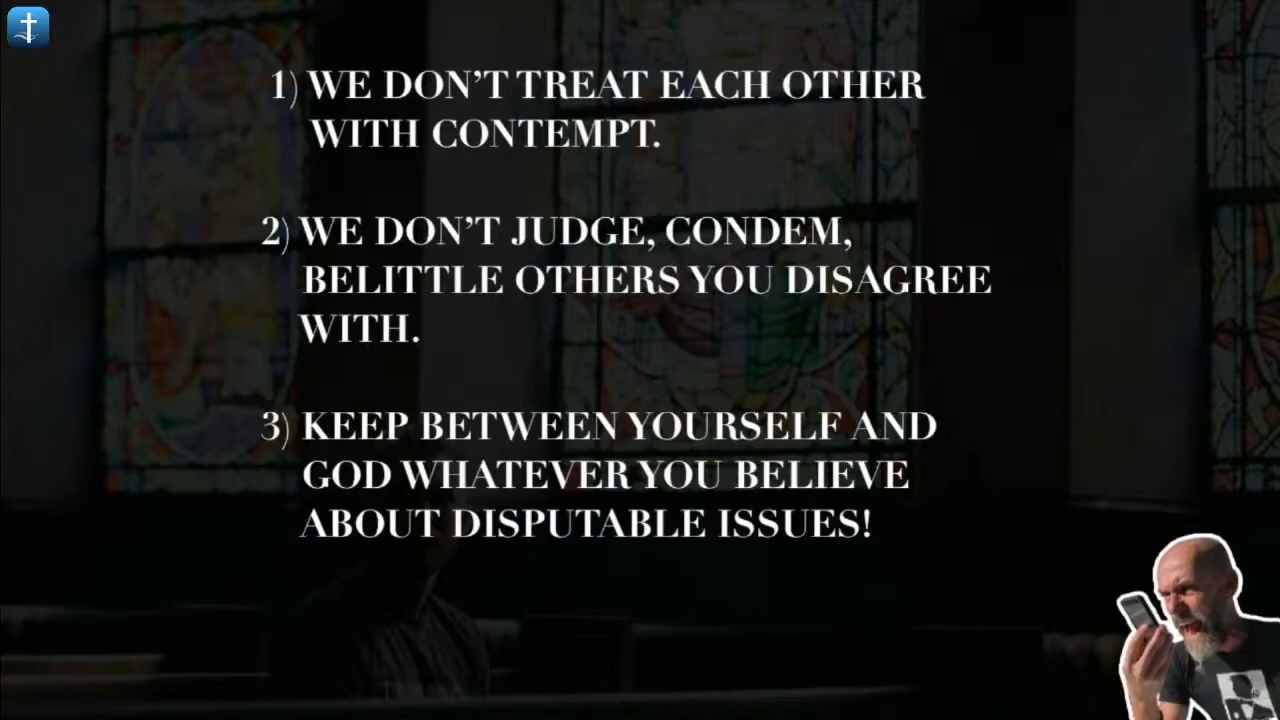 1) WE DON'T TREAT EACH OTHER
WITH CONTEMPT.
2) WE DON'T JUDGE, CONDEM,
BELITTLE OTHERS YOU DISAGREE
WITH.
3) KEEP BETWEEN YOURSELF AND
GOD WHATEVER YOU BELIEVE
ABOUT DISPUTABLE ISSUES!